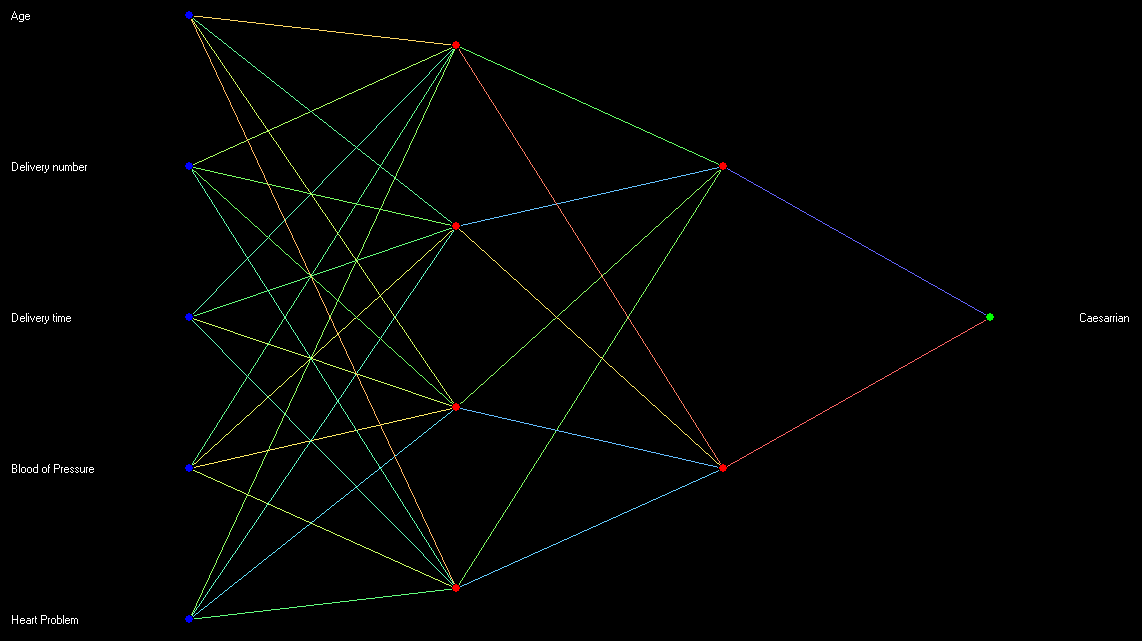 Age
Delivery number
Delivery time
Caesarrian
Blood of Pressure
Heart Problem